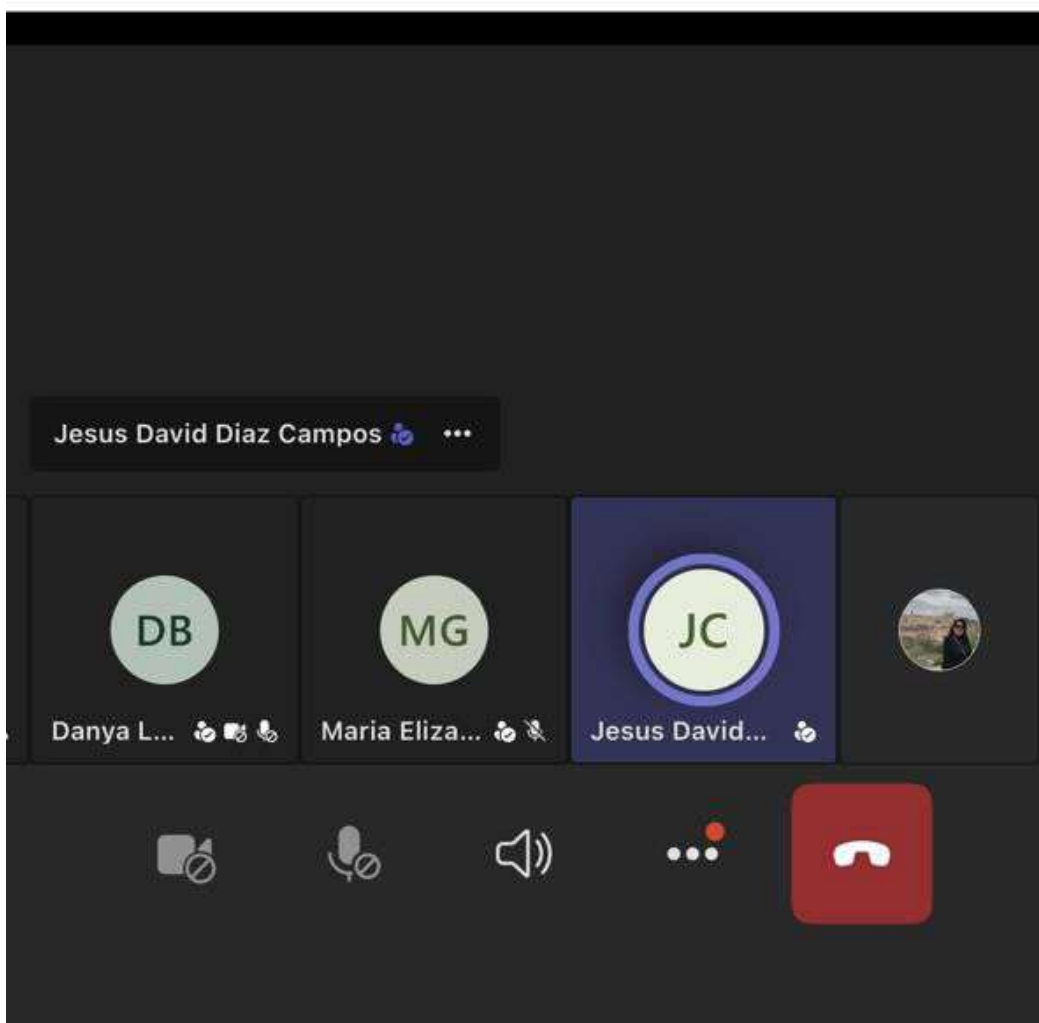 Jesus David Diaz Campos
DB
MG
JC
Danya L...
Maria Eliza...
Jesus David...